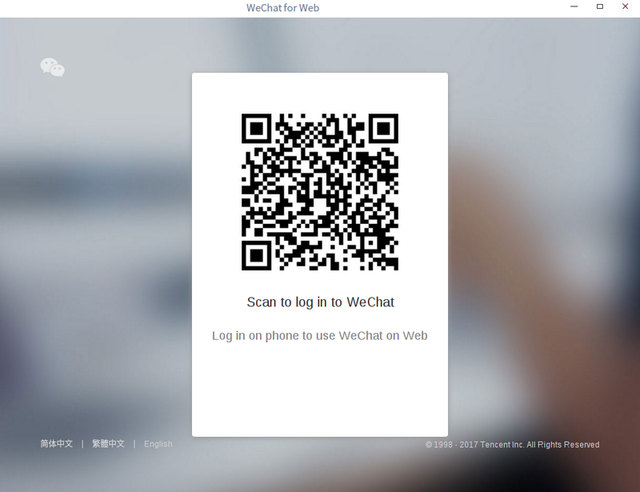 WeChat for Web
Scan to log in to WeChat
Log in on phone to use WeChat on Web
简体中文 | 繁體中文 | English
© 1998 - 2017 Tencent Inc. All Rights Reserved